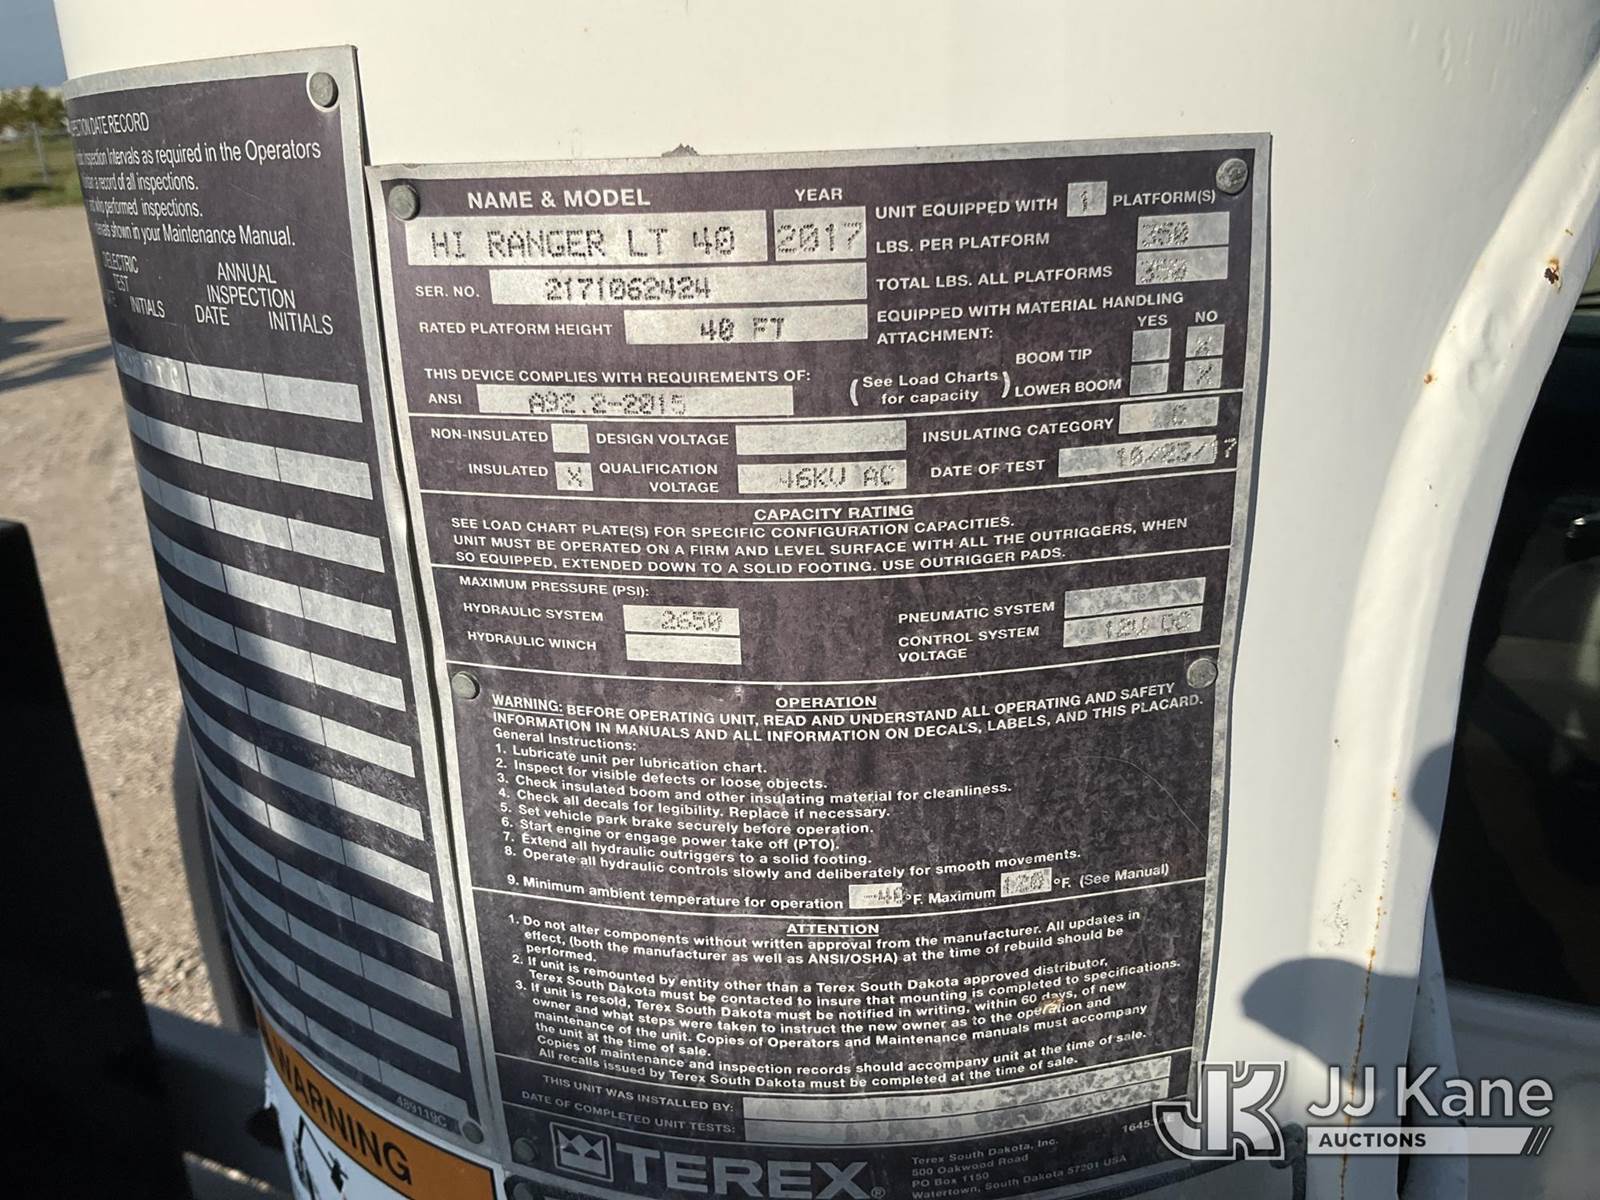 DATE RECORD
Inspection Intervals as required in the Operators
a record of all inspections.
who performed inspections.
shown in your Maintenance Manual.
TEST
INITIALS
ANNUAL
INSPECTION
DATE INITIALS
489119C
WARNING
NAME & MODEL
YEAR
HI RANGER LT 40
2017
SER. NO. 2171062424
RATED PLATFORM HEIGHT 40 FT
THIS DEVICE COMPLIES WITH REQUIREMENTS OF:
ANSI A92.2-2015
UNIT EQUIPPED WITH 1 PLATFORM(S)
LBS. PER PLATFORM 350
TOTAL LBS. ALL PLATFORMS 350
EQUIPPED WITH MATERIAL HANDLING
ATTACHMENT: YES NO
BOOM TIP X
(See Load Charts for capacity) LOWER BOOM X
NON-INSULATED DESIGN VOLTAGE
INSULATING CATEGORY C
INSULATED X QUALIFICATION VOLTAGE 46KV AC
DATE OF TEST 10/23/17
CAPACITY RATING
SEE LOAD CHART PLATE(S) FOR SPECIFIC CONFIGURATION CAPACITIES.
UNIT MUST BE OPERATED ON A FIRM AND LEVEL SURFACE WITH ALL THE OUTRIGGERS, WHEN
SO EQUIPPED, EXTENDED DOWN TO A SOLID FOOTING. USE OUTRIGGER PADS.
MAXIMUM PRESSURE (PSI):
HYDRAULIC SYSTEM 2650
HYDRAULIC WINCH
PNEUMATIC SYSTEM
CONTROL SYSTEM VOLTAGE 12V DC
OPERATION
WARNING: BEFORE OPERATING UNIT, READ AND UNDERSTAND ALL OPERATING AND SAFETY
INFORMATION IN MANUALS AND ALL INFORMATION ON DECALS, LABELS, AND THIS PLACARD.
General Instructions:
1. Lubricate unit per lubrication chart.
2. Inspect for visible defects or loose objects.
3. Check insulated boom and other insulating material for cleanliness.
4. Check all decals for legibility. Replace if necessary.
5. Set vehicle park brake securely before operation.
6. Start engine or engage power take off (PTO).
7. Extend all hydraulic outriggers to a solid footing.
8. Operate all hydraulic controls slowly and deliberately for smooth movements.
9. Minimum ambient temperature for operation -40 °F. Maximum 120 °F. (See Manual)
ATTENTION
1. Do not alter components without written approval from the manufacturer. All updates in
effect, (both the manufacturer as well as ANSI/OSHA) at the time of rebuild should be
performed.
2. If unit is remounted by entity other than a Terex South Dakota approved distributor,
Terex South Dakota must be contacted to insure that mounting is completed to specifications.
3. If unit is resold, Terex South Dakota must be notified in writing, within 60 days, of new
owner and what steps were taken to instruct the new owner as to the operation and
maintenance of the unit. Copies of Operators and Maintenance manuals must accompany
the unit at the time of sale.
Copies of maintenance and inspection records should accompany unit at the time of sale.
All recalls issued by Terex South Dakota must be completed at the time of sale.
THIS UNIT WAS INSTALLED BY:
DATE OF COMPLETED UNIT TESTS:
TEREX®
Terex South Dakota, Inc.
500 Oakwood Road
PO Box 1150
Watertown, South Dakota 57201 USA
JK JJ Kane
AUCTIONS